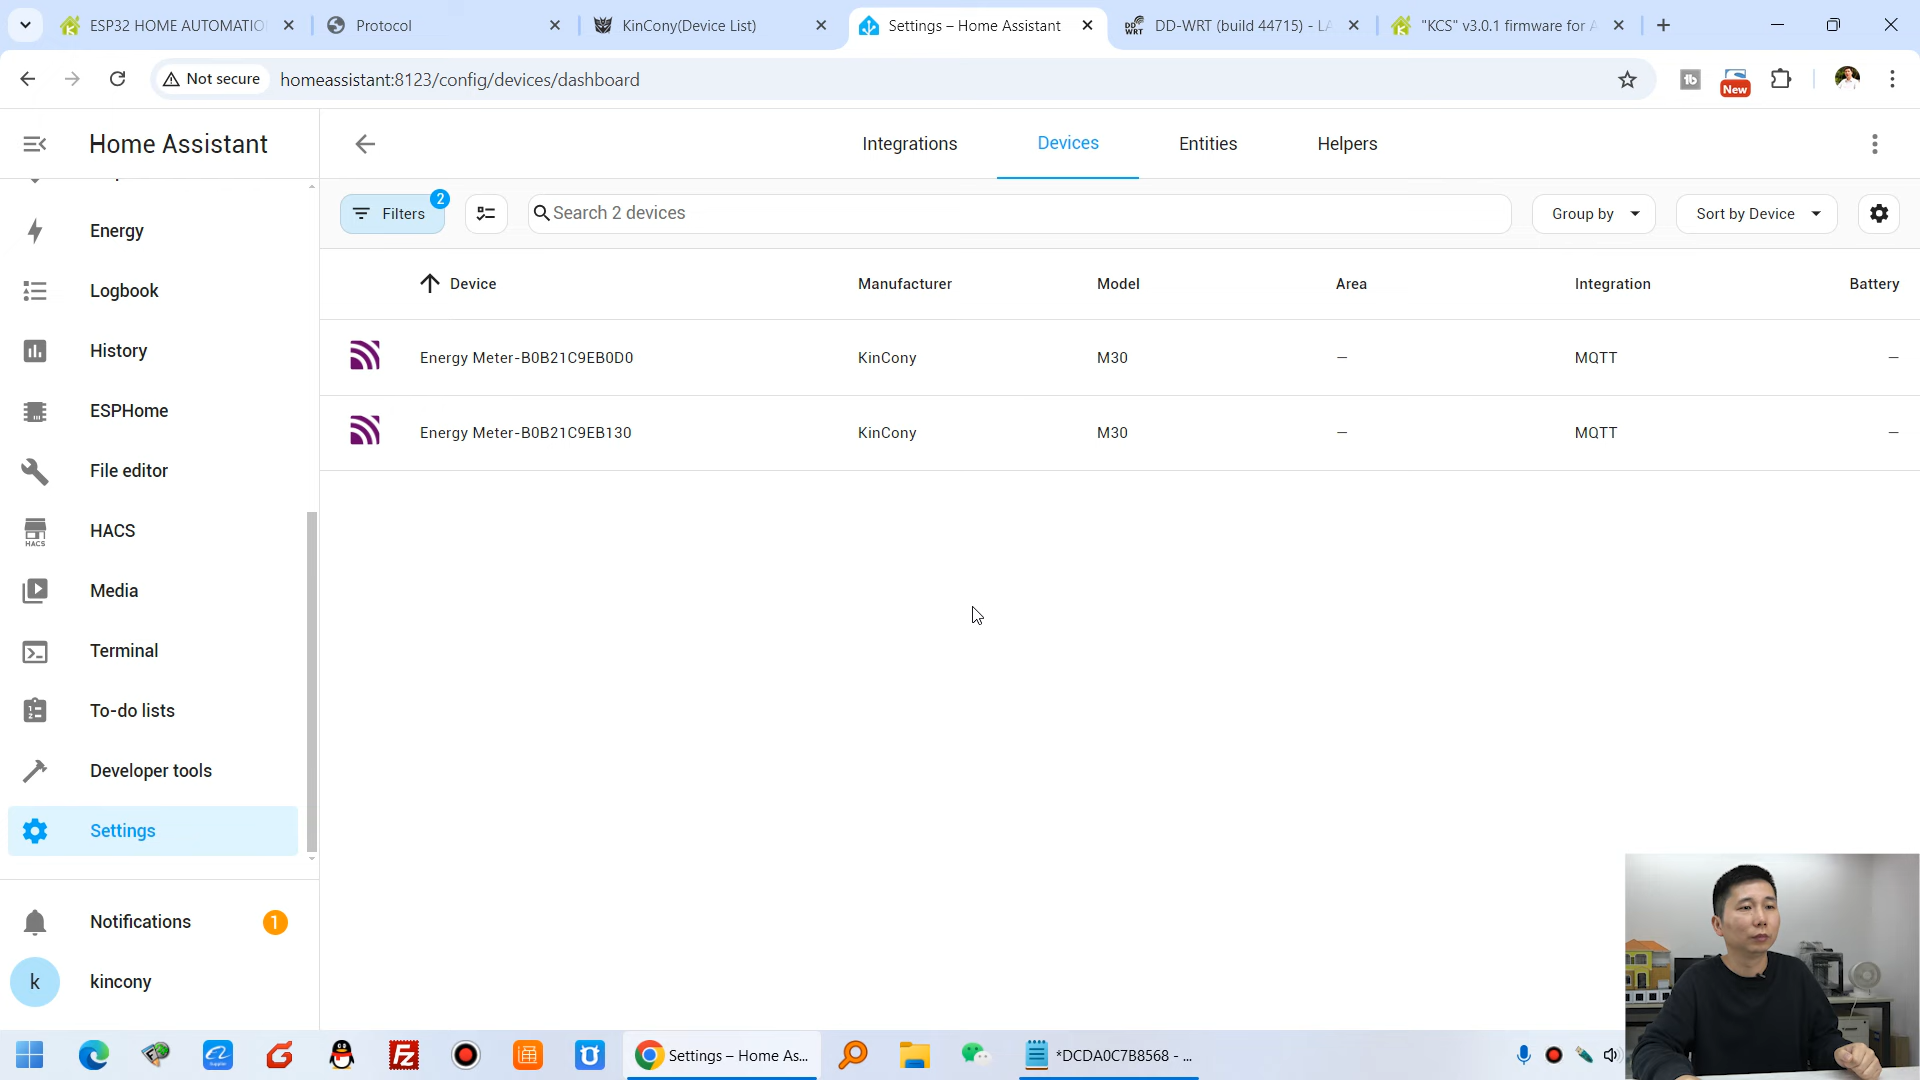 ESP32 HOME AUTOMATIO
Protocol
KinCony(Device List)
Settings – Home Assistant
DD-WRT (build 44715) - LA
"KCS" v3.0.1 firmware for A
Not secure
homeassistant:8123/config/devices/dashboard
New
Home Assistant
Integrations
Devices
Entities
Helpers
Filters
2
Search 2 devices
Group by
Sort by Device
Device
Manufacturer
Model
Area
Integration
Battery
Energy Meter-B0B21C9EB0D0
KinCony
M30
—
MQTT
—
Energy Meter-B0B21C9EB130
KinCony
M30
—
MQTT
—
Energy
Logbook
History
ESPHome
File editor
HACS
HACS
Media
Terminal
To-do lists
Developer tools
Settings
Notifications
1
k
kincony
Settings – Home As...
*DCDA0C7B8568 - ...